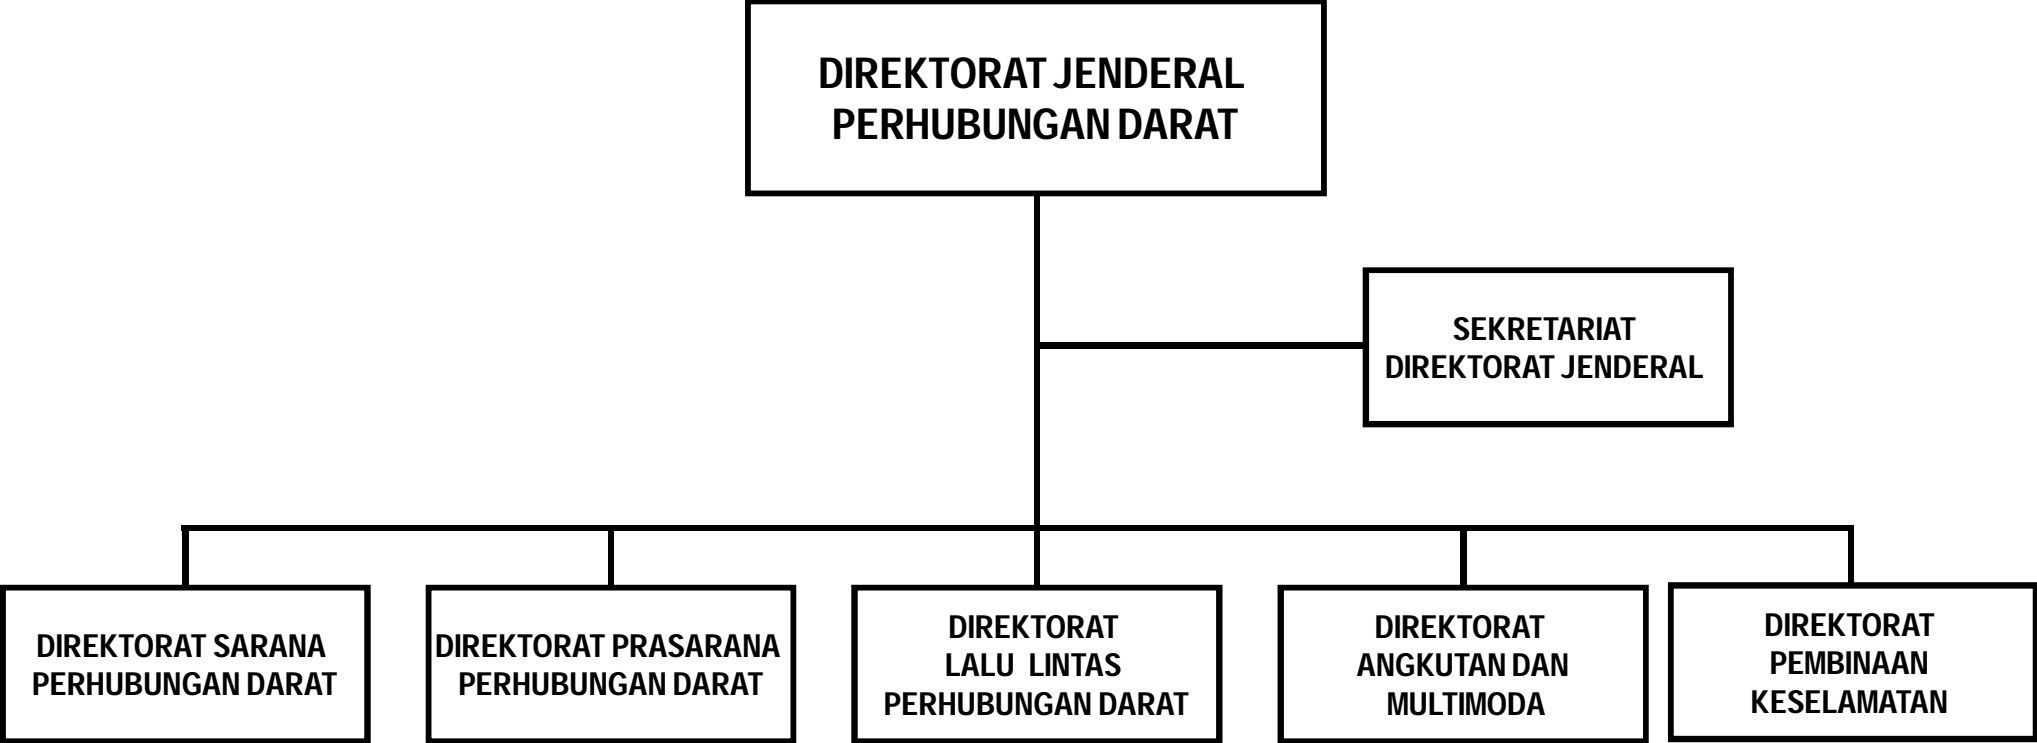 DIREKTORAT JENDERAL
PERHUBUNGAN DARAT
SEKRETARIAT
DIREKTORAT JENDERAL
DIREKTORAT SARANA
PERHUBUNGAN DARAT
DIREKTORAT PRASARANA
PERHUBUNGAN DARAT
DIREKTORAT
LALU LINTAS
PERHUBUNGAN DARAT
DIREKTORAT
ANGKUTAN DAN
MULTIMODA
DIREKTORAT
PEMBINAAN
KESELAMATAN